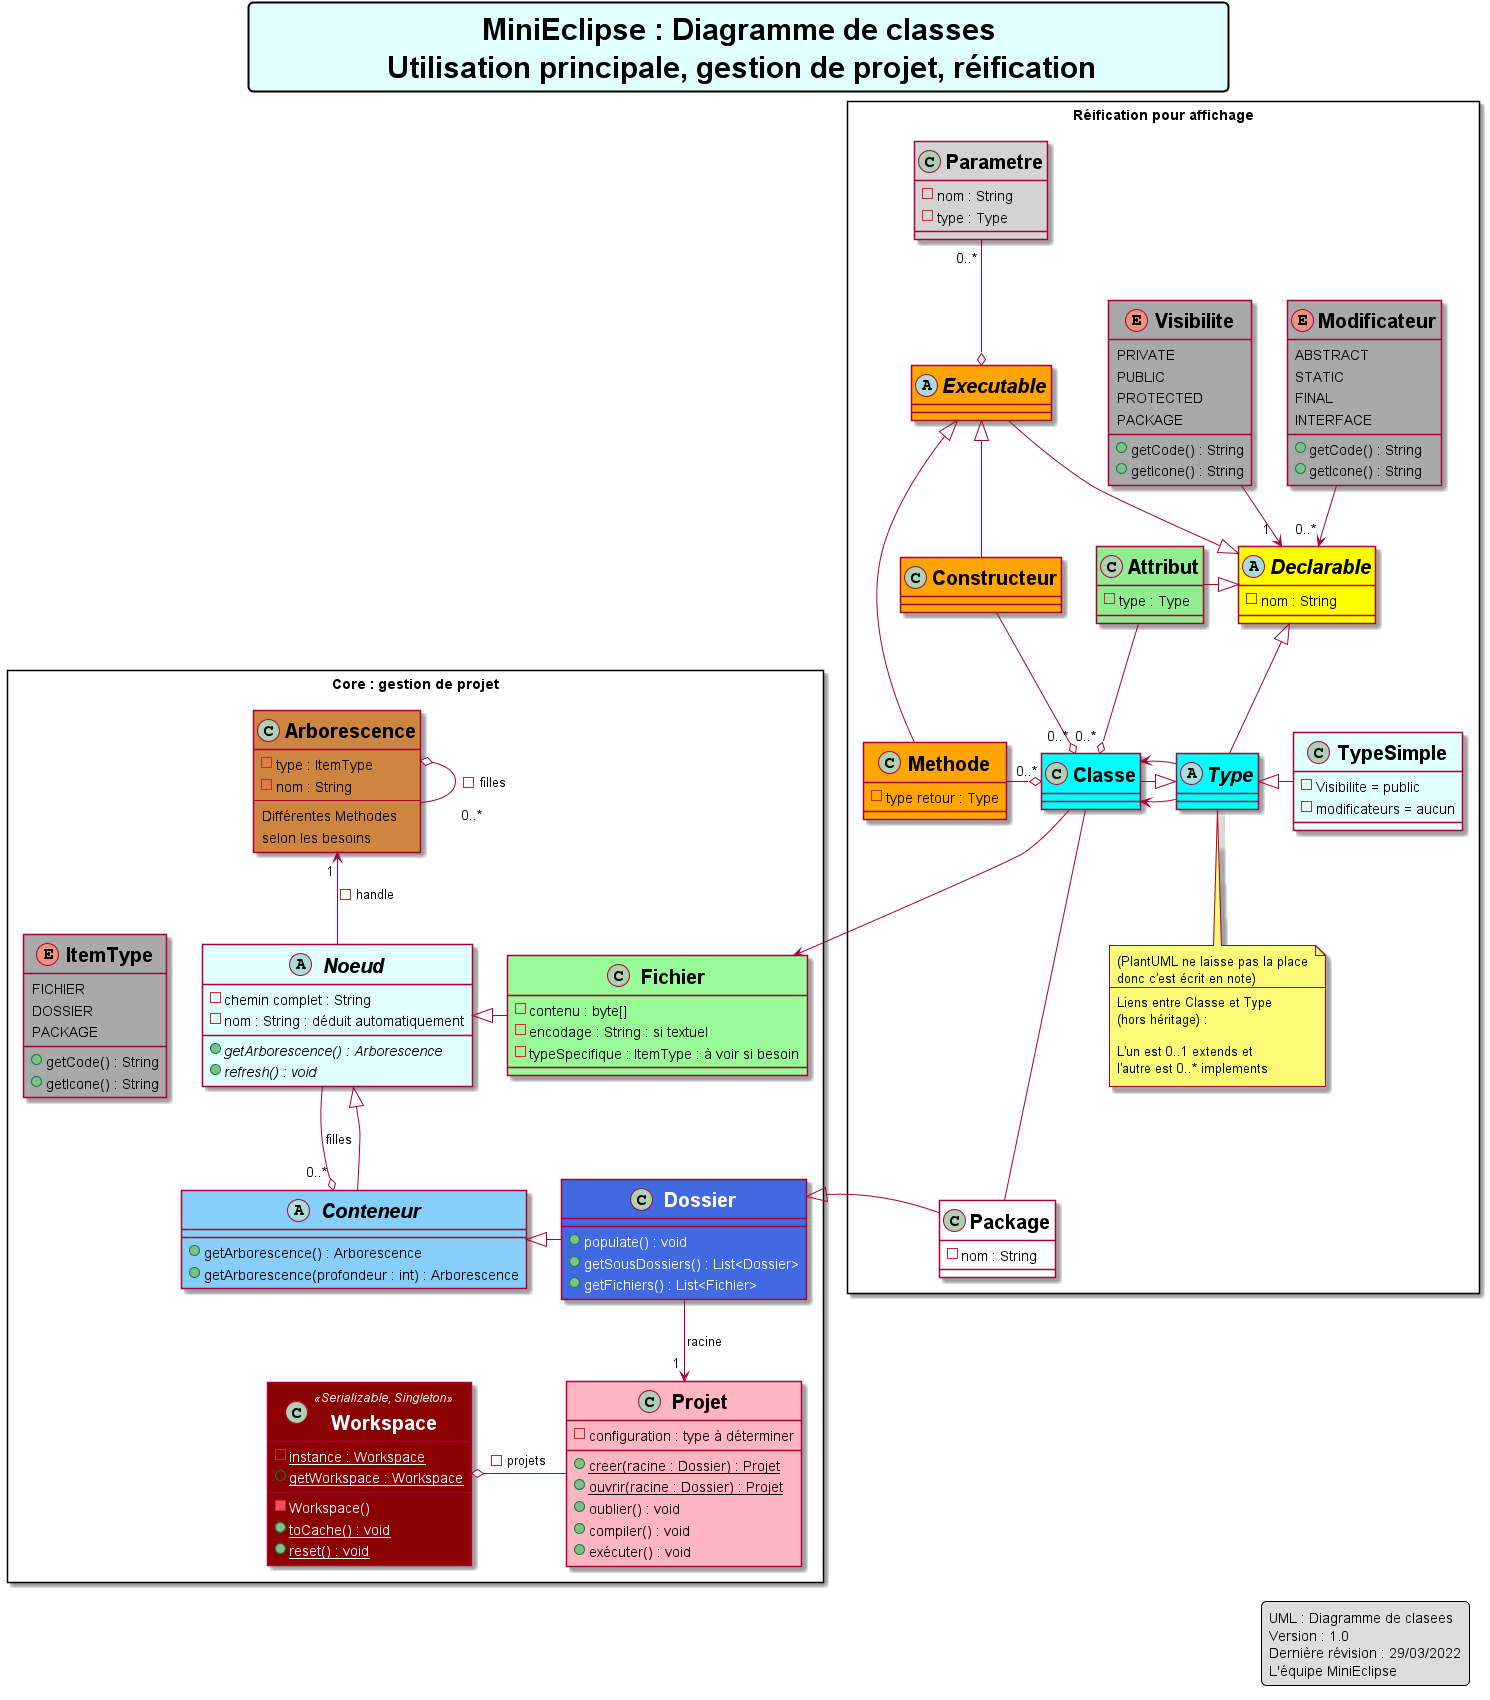 MiniEclipse : Diagramme de classes
Utilisation principale, gestion de projet, réification
Réification pour affichage
C Parametre
nom : String
type : Type
0..*
A Executable
E Visibilite
PRIVATE
PUBLIC
PROTECTED
PACKAGE
getCode() : String
getIcone() : String
E Modificateur
ABSTRACT
STATIC
FINAL
INTERFACE
getCode() : String
getIcone() : String
1
0..*
C Constructeur
C Attribut
type : Type
A Declarable
nom : String
0..*
0..*
C Methode
type retour : Type
0..*
C Classe
A Type
C TypeSimple
Visibilite = public
modificateurs = aucun
(PlantUML ne laisse pas la place
donc c'est écrit en note)
Liens entre Classe et Type
(hors héritage) :
L'un est 0..1 extends et
l'autre est 0..* implements
C Package
nom : String
Core : gestion de projet
C Arborescence
type : ItemType
nom : String
Différentes Methodes
selon les besoins
filles
0..*
1
handle
E ItemType
FICHIER
DOSSIER
PACKAGE
getCode() : String
getIcone() : String
A Noeud
chemin complet : String
nom : String : déduit automatiquement
getArborescence() : Arborescence
refresh() : void
C Fichier
contenu : byte[]
encodage : String : si textuel
typeSpecifique : ItemType : à voir si besoin
filles
0..*
A Conteneur
getArborescence() : Arborescence
getArborescence(profondeur : int) : Arborescence
C Dossier
populate() : void
getSousDossiers() : List<Dossier>
getFichiers() : List<Fichier>
racine
1
«Serializable, Singleton»
C Workspace
instance : Workspace
getWorkspace : Workspace
Workspace()
toCache() : void
reset() : void
projets
C Projet
configuration : type à déterminer
creer(racine : Dossier) : Projet
ouvrir(racine : Dossier) : Projet
oublier() : void
compiler() : void
exécuter() : void
UML : Diagramme de clasees
Version : 1.0
Dernière révision : 29/03/2022
L'équipe MiniEclipse